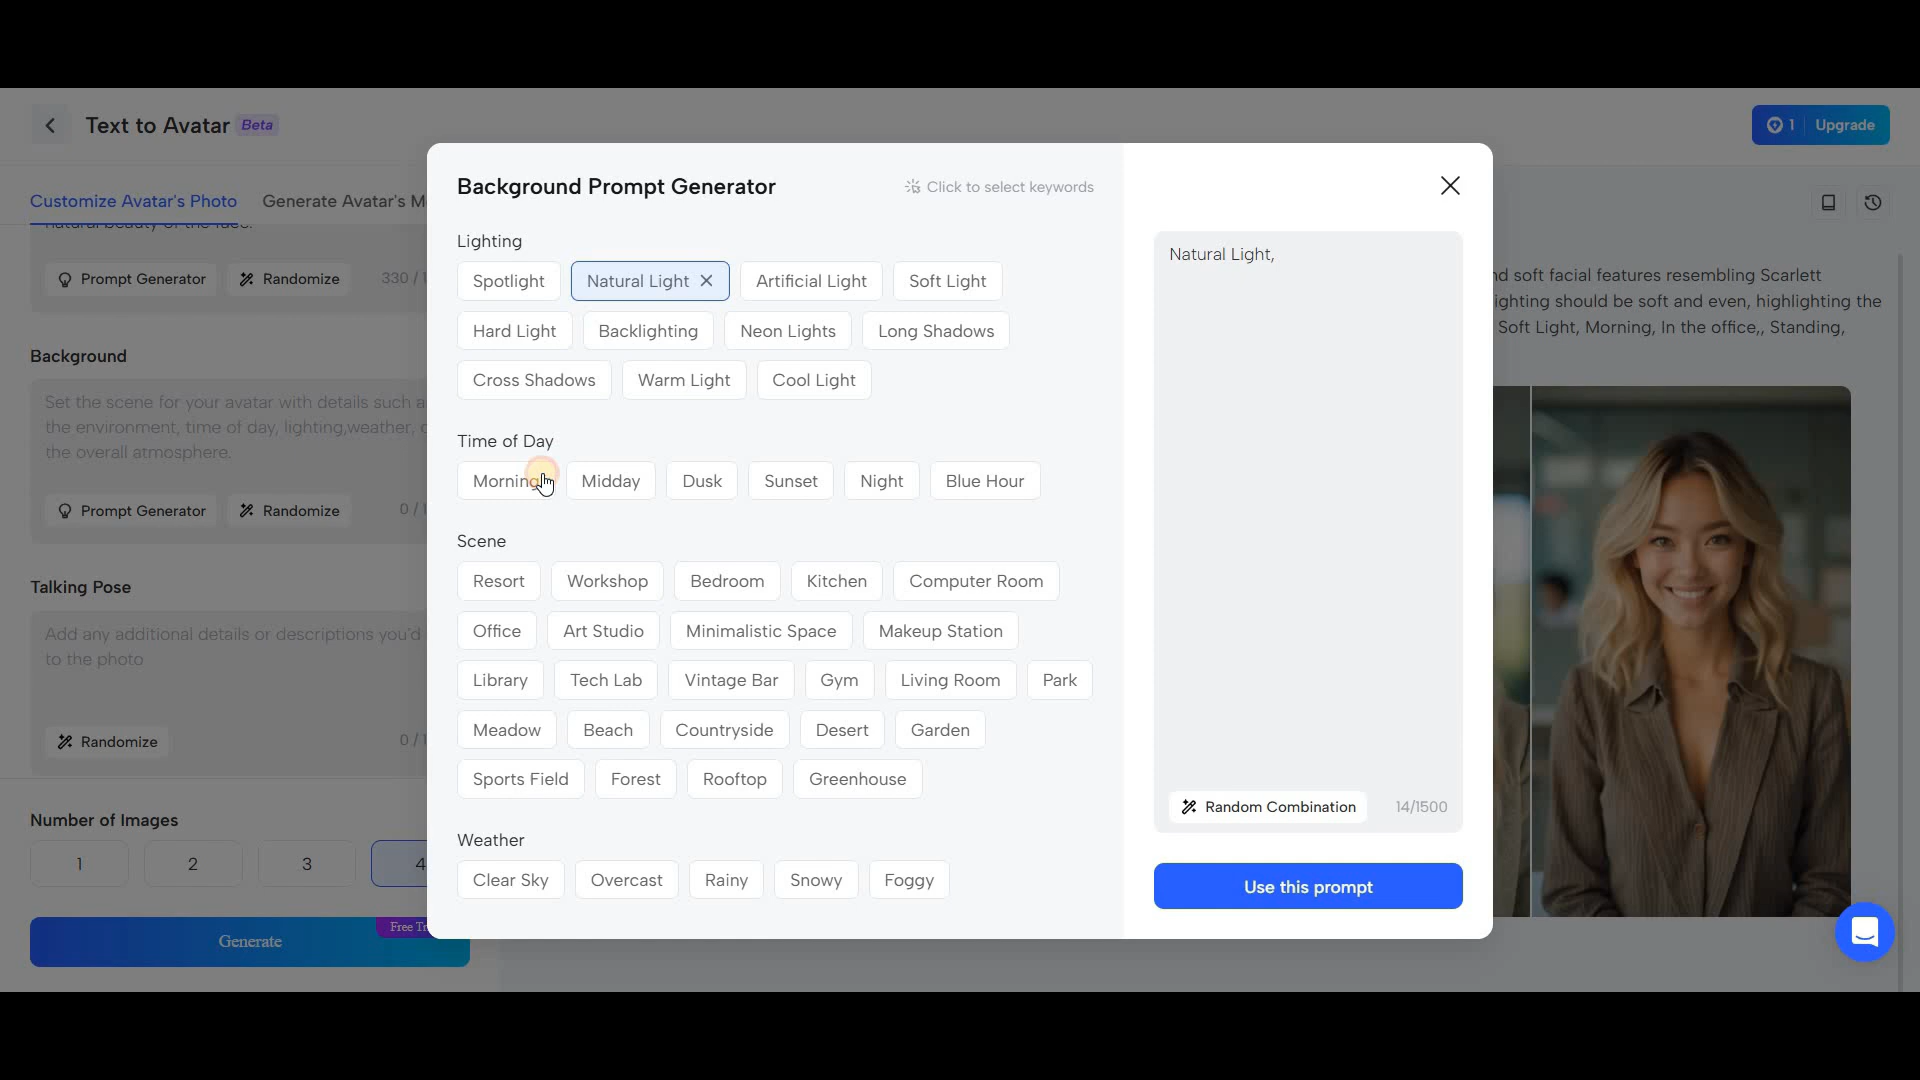 Text to Avatar Beta
1 Upgrade
Customize Avatar's Photo Generate Avatar's M
natural beauty of the face.
Prompt Generator Randomize 330 / 1
Background
Set the scene for your avatar with details such a
the environment, time of day, lighting,weather,
the overall atmosphere.
Prompt Generator Randomize 0 / 1
Talking Pose
Add any additional details or descriptions you'd
to the photo
Randomize 0 / 1
Number of Images
1 2 3 4
Generate
Free Tr
Background Prompt Generator
Click to select keywords
Lighting
Spotlight Natural Light Artificial Light Soft Light
Hard Light Backlighting Neon Lights Long Shadows
Cross Shadows Warm Light Cool Light
Time of Day
Morning Midday Dusk Sunset Night Blue Hour
Scene
Resort Workshop Bedroom Kitchen Computer Room
Office Art Studio Minimalistic Space Makeup Station
Library Tech Lab Vintage Bar Gym Living Room Park
Meadow Beach Countryside Desert Garden
Sports Field Forest Rooftop Greenhouse
Weather
Clear Sky Overcast Rainy Snowy Foggy
Natural Light,
Random Combination 14/1500
Use this prompt
nd soft facial features resembling Scarlett
ighting should be soft and even, highlighting the
Soft Light, Morning, In the office,, Standing,